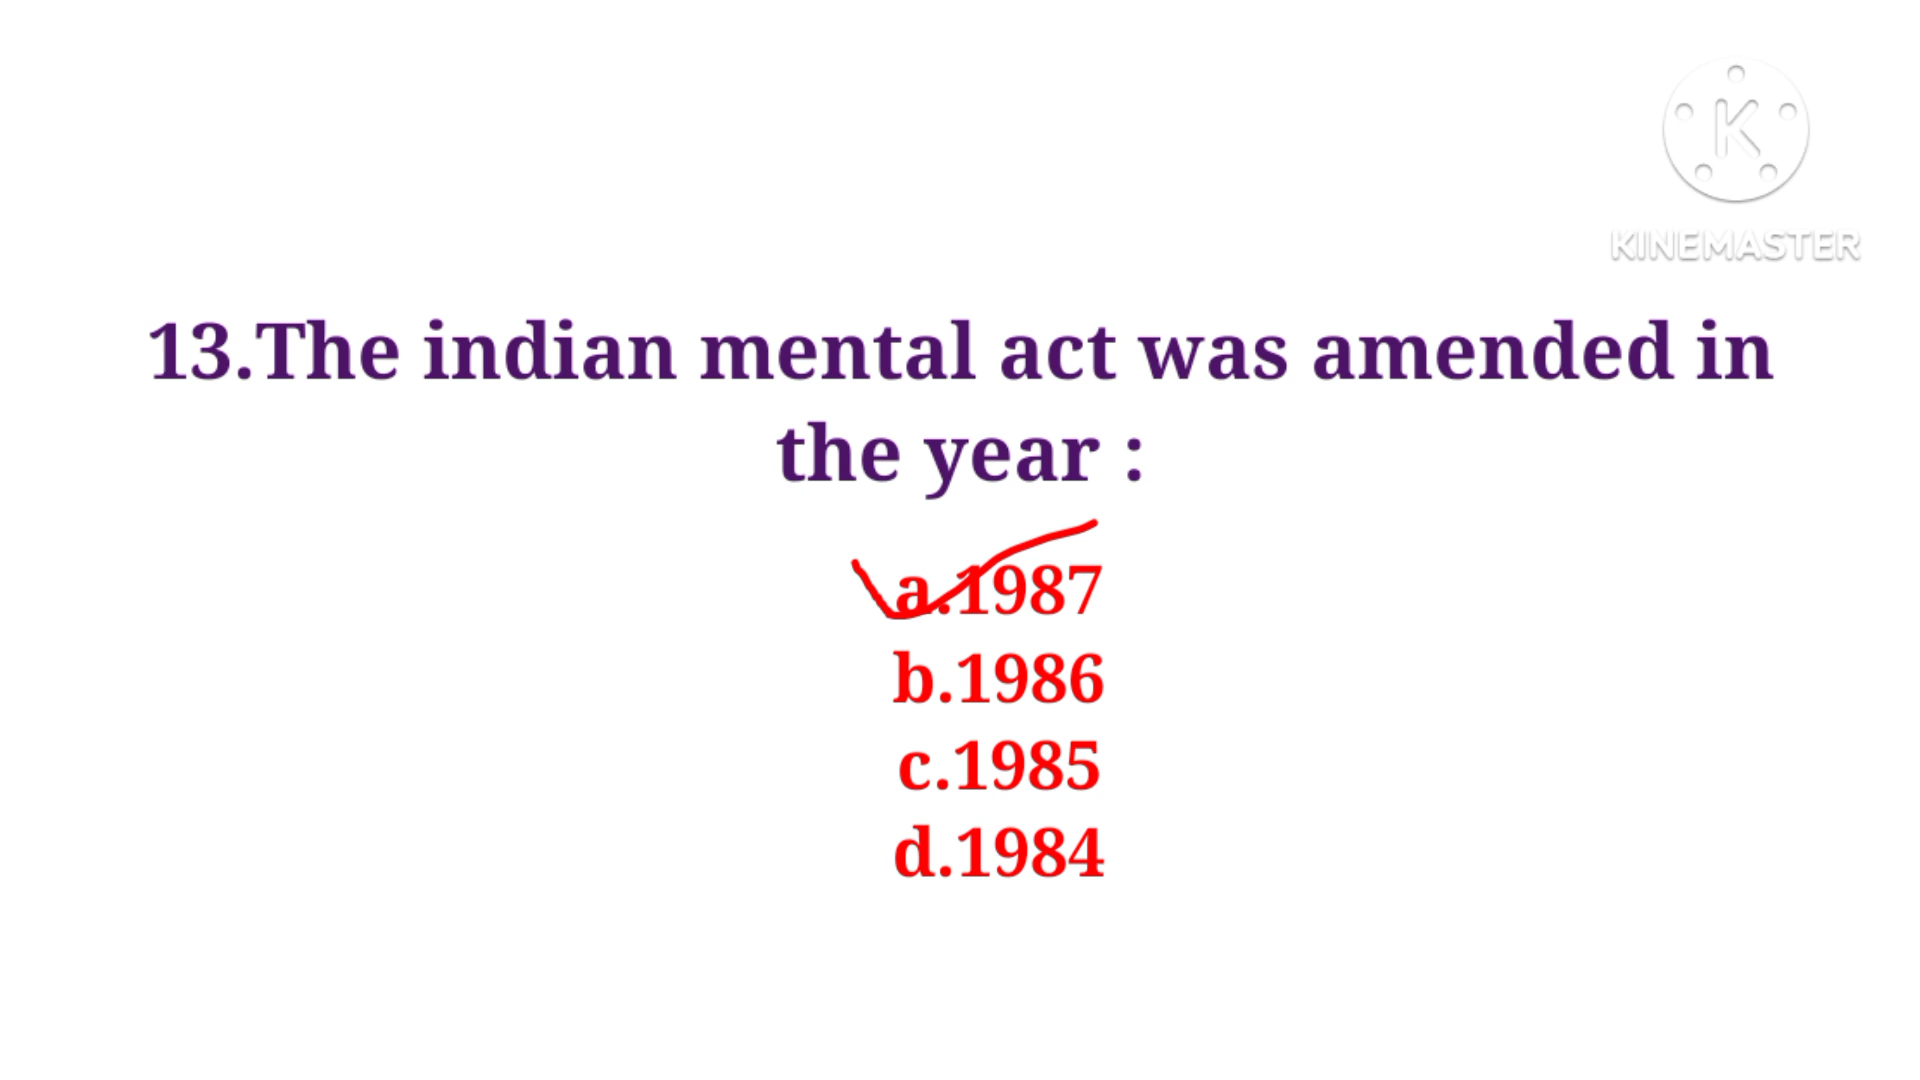 K
KINEMASTER
13.The indian mental act was amended in
the year :
a.1987
b.1986
c.1985
d.1984